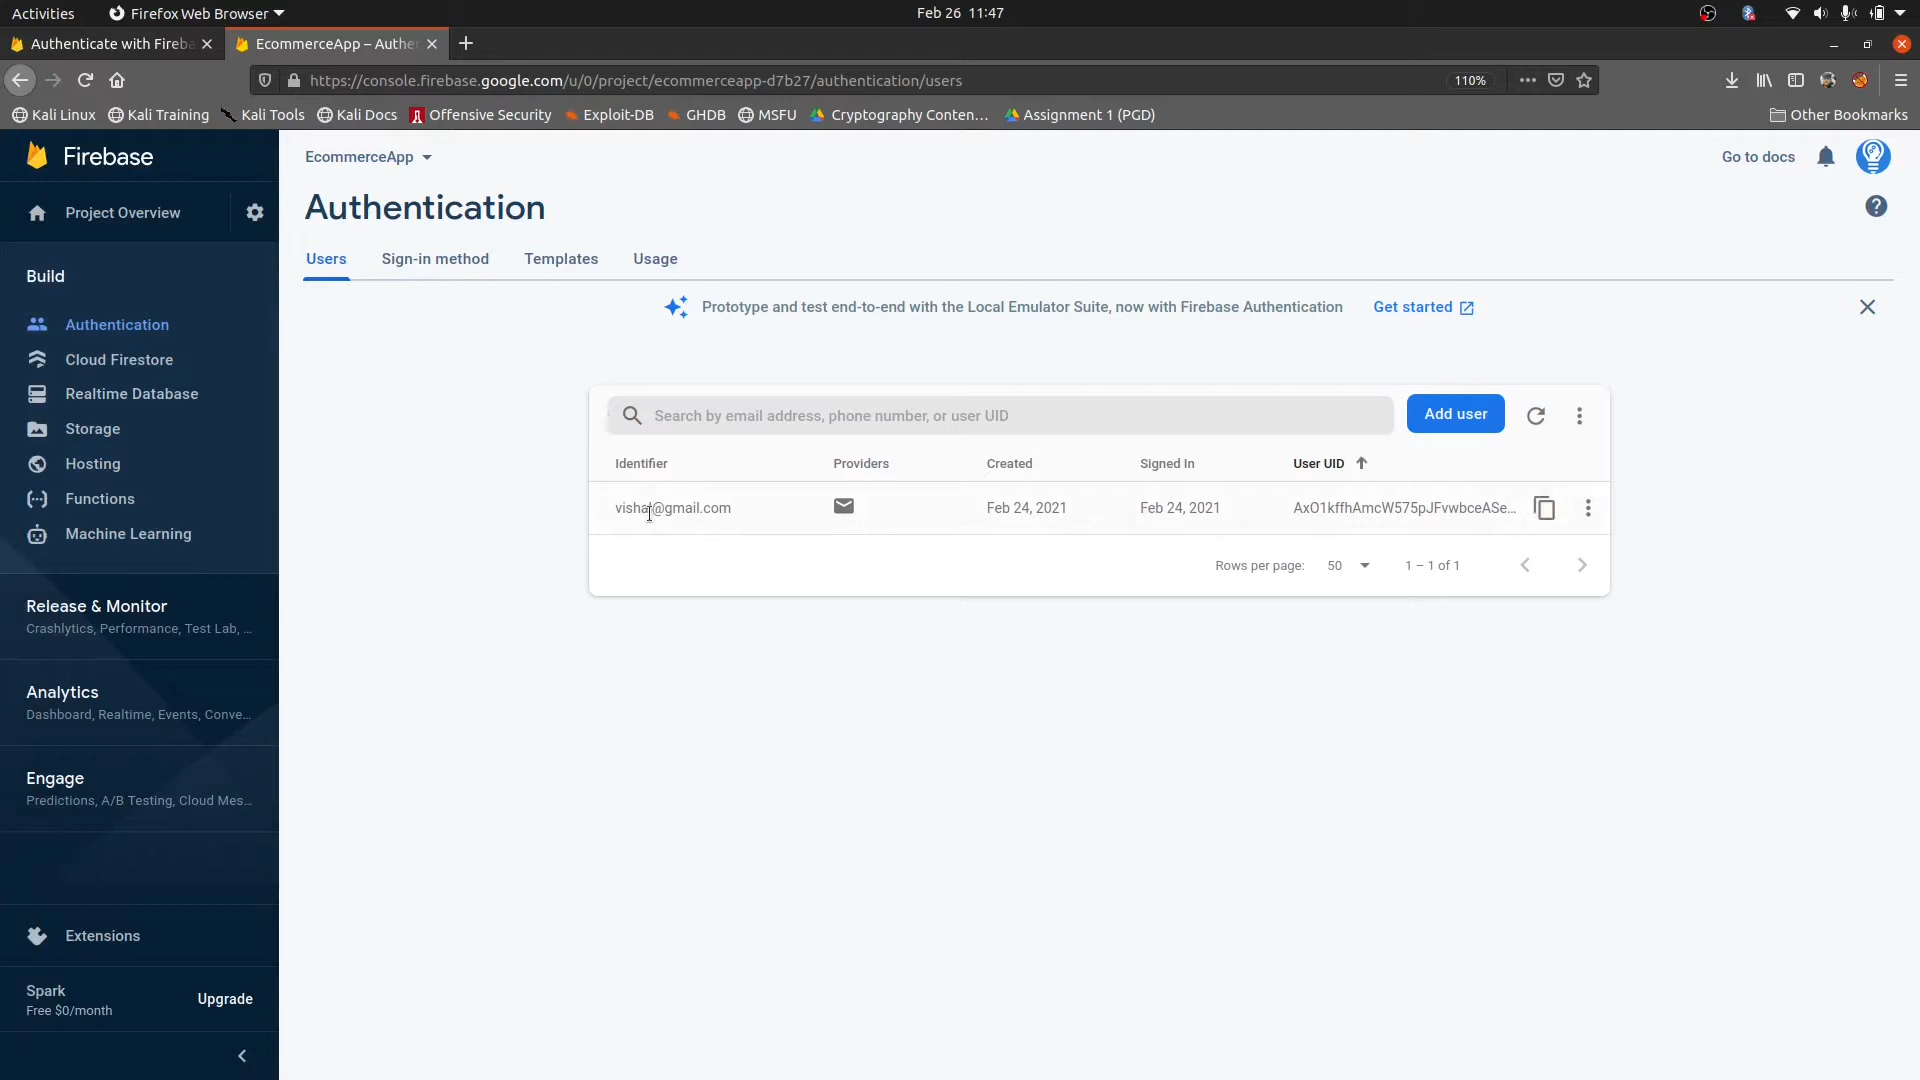 Activities
Firefox Web Browser
Feb 26 11:47
Authenticate with Fireba
EcommerceApp – Authe
https://console.firebase.google.com/u/0/project/ecommerceapp-d7b27/authentication/users
110%
Kali Linux
Kali Training
Kali Tools
Kali Docs
Offensive Security
Exploit-DB
GHDB
MSFU
Cryptography Conten…
Assignment 1 (PGD)
Other Bookmarks
Firebase
Project Overview
Build
Authentication
Cloud Firestore
Realtime Database
Storage
Hosting
Functions
Machine Learning
Release & Monitor
Crashlytics, Performance, Test Lab, …
Analytics
Dashboard, Realtime, Events, Conve…
Engage
Predictions, A/B Testing, Cloud Mes…
Extensions
Spark
Free $0/month
Upgrade
EcommerceApp
Go to docs
Authentication
Users
Sign-in method
Templates
Usage
Prototype and test end-to-end with the Local Emulator Suite, now with Firebase Authentication
Get started
Search by email address, phone number, or user UID
Add user
Identifier
Providers
Created
Signed In
User UID
Feb 24, 2021
Feb 24, 2021
AxO1kffhAmcW575pJFvwbceASe…
Rows per page:
50
1 – 1 of 1